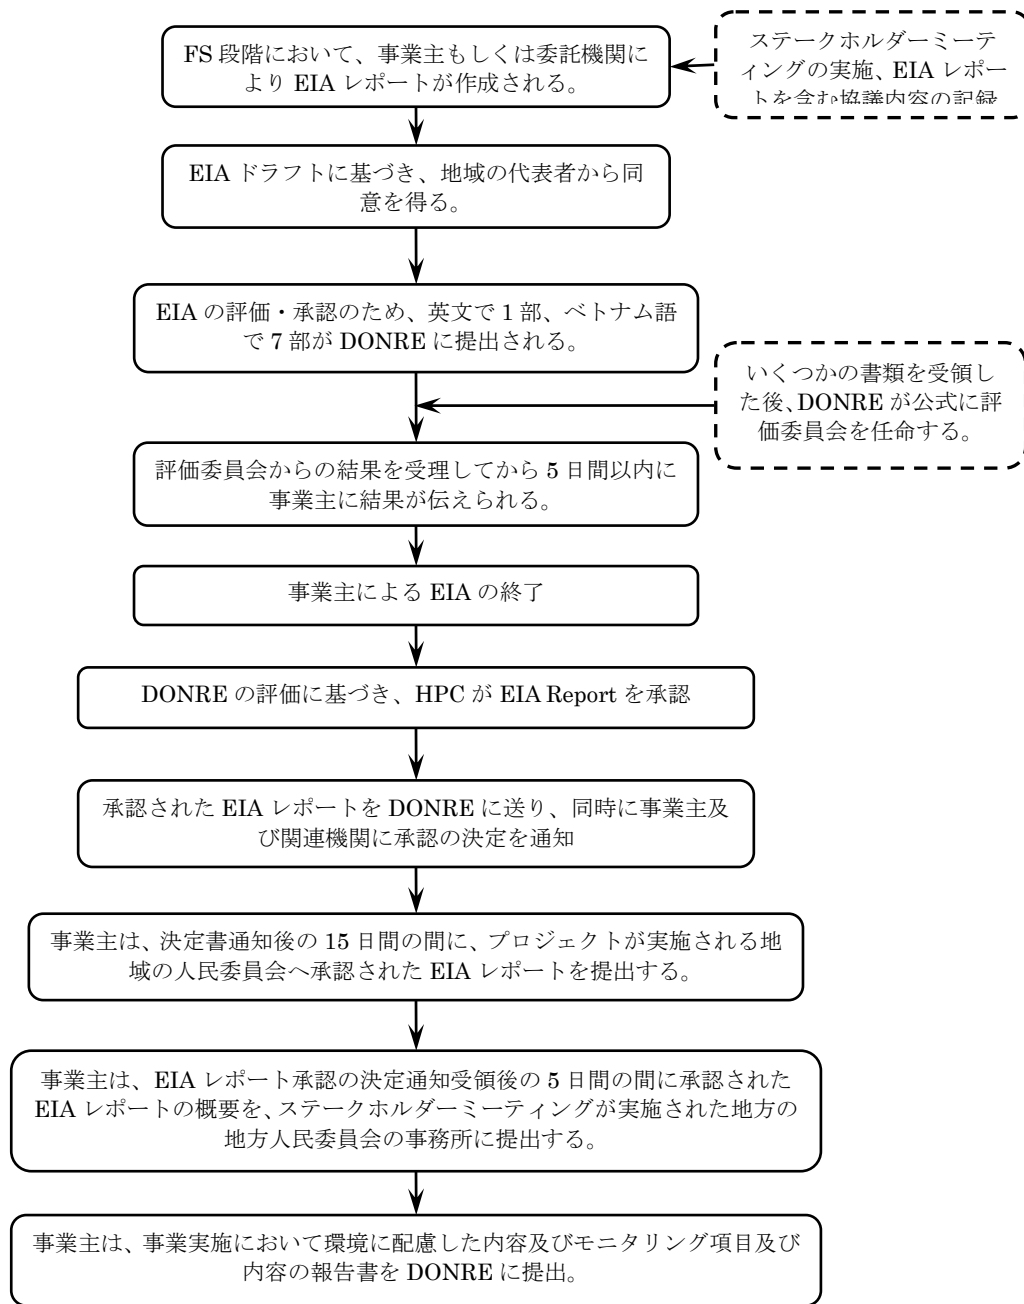 FS 段階において、事業主もしくは委託機関に
より EIA レポートが作成される。
ステークホルダーミーテ
ィングの実施、EIA レポー
トを含む協議内容の記録
EIA ドラフトに基づき、地域の代表者から同
意を得る。
EIA の評価・承認のため、英文で 1 部、ベトナム語
で 7 部が DONRE に提出される。
いくつかの書類を受領し
た後、DONRE が公式に評
価委員会を任命する。
評価委員会からの結果を受理してから 5 日間以内に
事業主に結果が伝えられる。
事業主による EIA の終了
DONRE の評価に基づき、HPC が EIA Report を承認
承認された EIA レポートを DONRE に送り、同時に事業主及
び関連機関に承認の決定を通知
事業主は、決定書通知後の 15 日間の間に、プロジェクトが実施される地
域の人民委員会へ承認された EIA レポートを提出する。
事業主は、EIA レポート承認の決定通知受領後の 5 日間の間に承認された
EIA レポートの概要を、ステークホルダーミーティングが実施された地方の
地方人民委員会の事務所に提出する。
事業主は、事業実施において環境に配慮した内容及びモニタリング項目及び
内容の報告書を DONRE に提出。